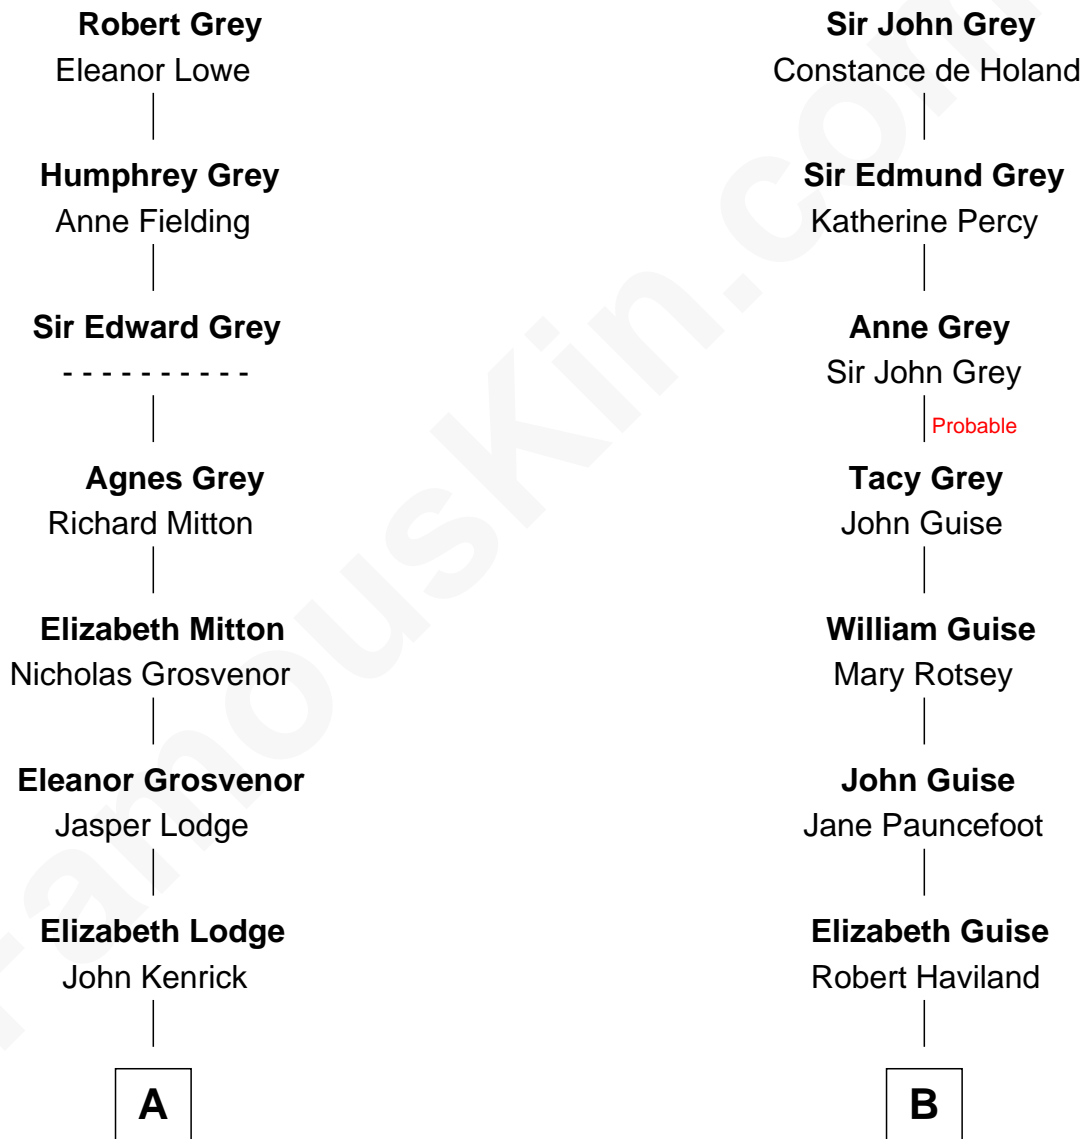 Robert Grey
Eleanor Lowe
Humphrey Grey
Anne Fielding
Sir Edward Grey
- - - - - - - - - -
Agnes Grey
Richard Mitton
Elizabeth Mitton
Nicholas Grosvenor
Eleanor Grosvenor
Jasper Lodge
Elizabeth Lodge
John Kenrick
A
Sir John Grey
Constance de Holand
Sir Edmund Grey
Katherine Percy
Anne Grey
Sir John Grey
Probable
Tacy Grey
John Guise
William Guise
Mary Rotsey
John Guise
Jane Pauncefoot
Elizabeth Guise
Robert Haviland
B
FamousKin.com